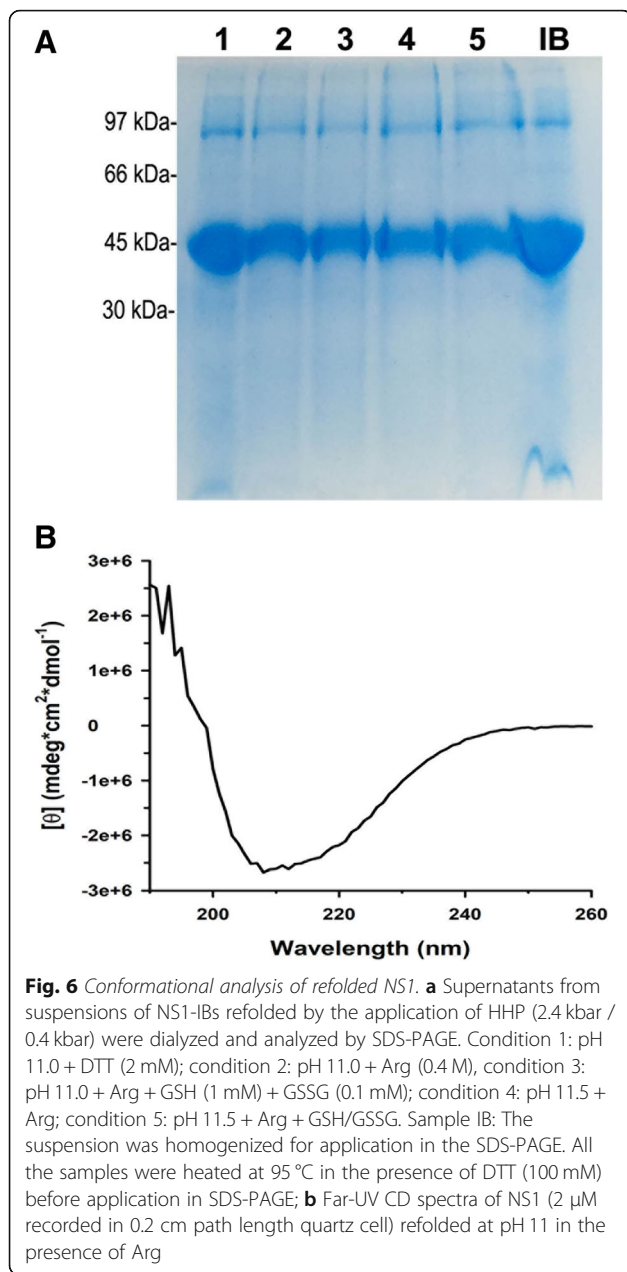 A
1 2 3 4 5 IB
97 kDa-
66 kDa-
45 kDa-
30 kDa-
B
3e+6
2e+6
1e+6
0
-1e+6
-2e+6
-3e+6
[θ] (mdeg*cm²*dmol⁻¹)
200 220 240 260
Wavelength (nm)
Fig. 6 Conformational analysis of refolded NS1. a Supernatants from
suspensions of NS1-IBs refolded by the application of HHP (2.4 kbar /
0.4 kbar) were dialyzed and analyzed by SDS-PAGE. Condition 1: pH
11.0 + DTT (2 mM); condition 2: pH 11.0 + Arg (0.4 M), condition 3:
pH 11.0 + Arg + GSH (1 mM) + GSSG (0.1 mM); condition 4: pH 11.5 +
Arg; condition 5: pH 11.5 + Arg + GSH/GSSG. Sample IB: The
suspension was homogenized for application in the SDS-PAGE. All
the samples were heated at 95 °C in the presence of DTT (100 mM)
before application in SDS-PAGE; b Far-UV CD spectra of NS1 (2 μM
recorded in 0.2 cm path length quartz cell) refolded at pH 11 in the
presence of Arg